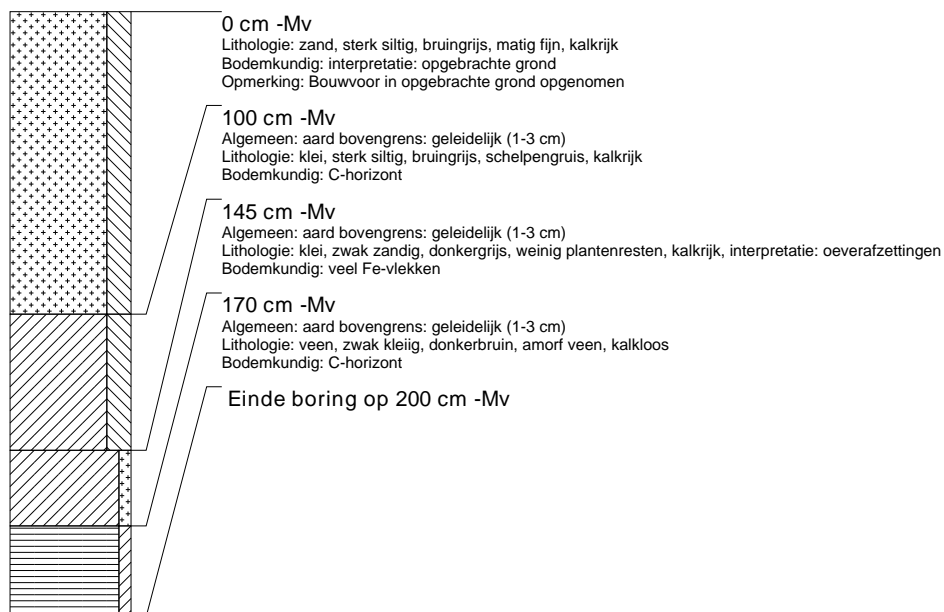 0 cm -Mv
Lithologie: zand, sterk siltig, bruingrijs, matig fijn, kalkrijk
Bodemkundig: interpretatie: opgebrachte grond
Opmerking: Bouwvoor in opgebrachte grond opgenomen
100 cm -Mv
Algemeen: aard bovengrens: geleidelijk (1-3 cm)
Lithologie: klei, sterk siltig, bruingrijs, schelpengruis, kalkrijk
Bodemkundig: C-horizont
145 cm -Mv
Algemeen: aard bovengrens: geleidelijk (1-3 cm)
Lithologie: klei, zwak zandig, donkergrijs, weinig plantenresten, kalkrijk, interpretatie: oeverafzettingen
Bodemkundig: veel Fe-vlekken
170 cm -Mv
Algemeen: aard bovengrens: geleidelijk (1-3 cm)
Lithologie: veen, zwak kleiig, donkerbruin, amorf veen, kalkloos
Bodemkundig: C-horizont
Einde boring op 200 cm -Mv